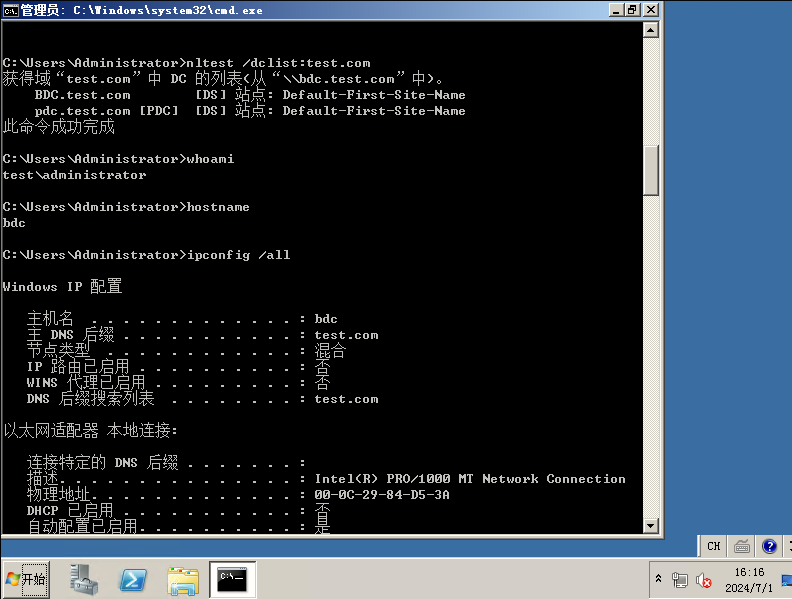 管理员: C:\Windows\system32\cmd.exe
C:\Users\Administrator>nltest /dclist:test.com
获得域“test.com”中 DC 的列表(从“\\bdc.test.com”中)。
BDC.test.com [DS] 站点: Default-First-Site-Name
pdc.test.com [PDC] [DS] 站点: Default-First-Site-Name
此命令成功完成
C:\Users\Administrator>whoami
test\administrator
C:\Users\Administrator>hostname
bdc
C:\Users\Administrator>ipconfig /all
Windows IP 配置
主机名 . . . . . . . . . . . . . : bdc
主 DNS 后缀 . . . . . . . . . . . : test.com
节点类型 . . . . . . . . . . . . : 混合
IP 路由已启用 . . . . . . . . . . : 否
WINS 代理已启用 . . . . . . . . . : 否
DNS 后缀搜索列表 . . . . . . . . : test.com
以太网适配器 本地连接:
连接特定的 DNS 后缀 . . . . . . . :
描述. . . . . . . . . . . . . . . : Intel(R) PRO/1000 MT Network Connection
物理地址. . . . . . . . . . . . . : 00-0C-29-84-D5-3A
DHCP 已启用 . . . . . . . . . . . : 否
自动配置已启用. . . . . . . . . . : 是
CH
开始
16:16
2024/7/1